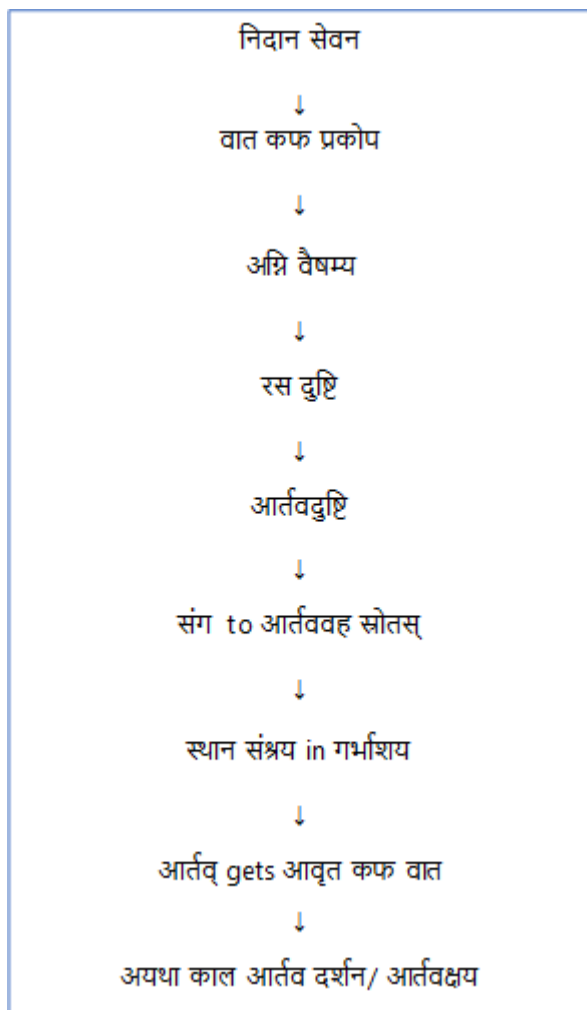 निदान सेवन
↓
वात कफ प्रकोप
↓
अग्नि वैषम्य
↓
रस दुष्टि
↓
आर्तवदुष्टि
↓
संग to आर्तववह स्रोतस्
↓
स्थान संश्रय in गर्भाशय
↓
आर्तव् gets आवृत कफ वात
↓
अयथा काल आर्तव दर्शन/ आर्तवक्षय